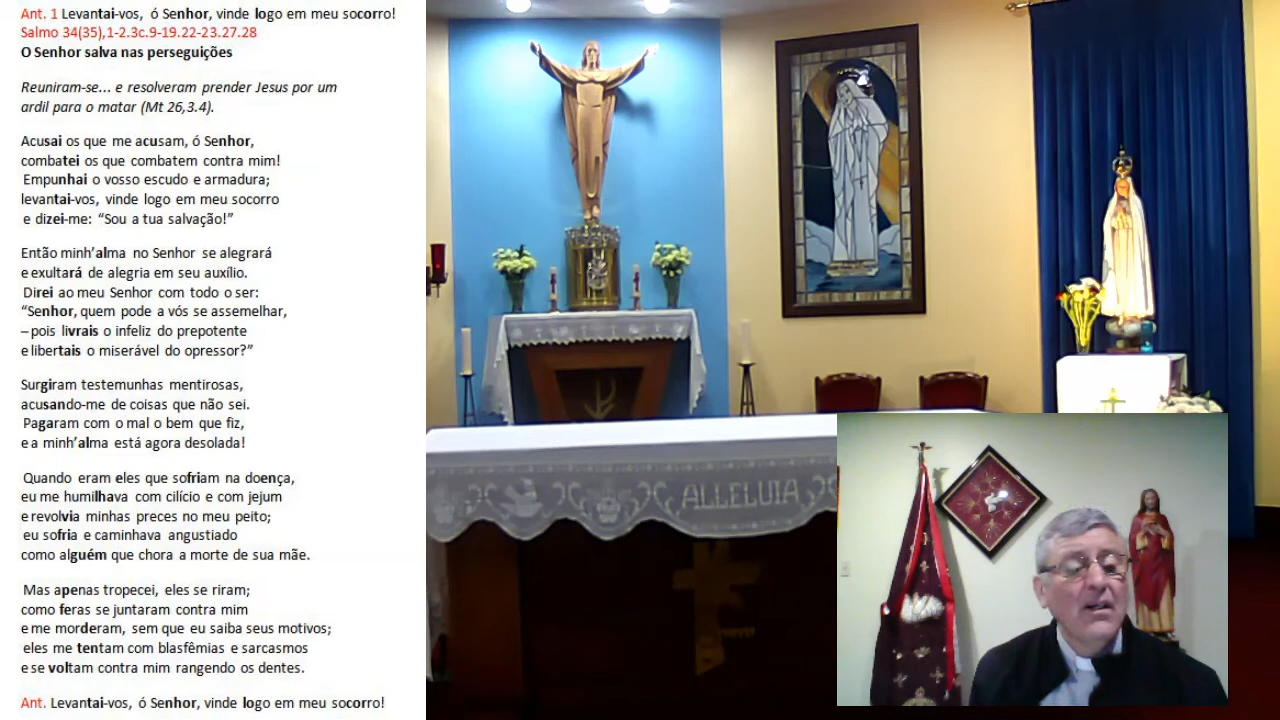 Ant. 1 Levantai-vos, ó Senhor, vinde logo em meu socorro!
Salmo 34(35),1-2.3c.9-19.22-23.27.28
O Senhor salva nas perseguições
Reuniram-se... e resolveram prender Jesus por um
ardil para o matar (Mt 26,3.4).
Acusai os que me acusam, ó Senhor,
combatei os que combatem contra mim!
Empunhai o vosso escudo e armadura;
levantai-vos, vinde logo em meu socorro
e dizei-me: “Sou a tua salvação!”
Então minh’alma no Senhor se alegrará
e exultará de alegria em seu auxílio.
Direi ao meu Senhor com todo o ser:
“Senhor, quem pode a vós se assemelhar,
– pois livrais o infeliz do prepotente
e libertais o miserável do opressor?”
Surgiram testemunhas mentirosas,
acusando-me de coisas que não sei.
Pagaram com o mal o bem que fiz,
e a minh’alma está agora desolada!
Quando eram eles que sofriam na doença,
eu me humilhava com cilício e com jejum
e revolvia minhas preces no meu peito;
eu sofria e caminhava angustiado
como alguém que chora a morte de sua mãe.
Mas apenas tropecei, eles se riram;
como feras se juntaram contra mim
e me morderam, sem que eu saiba seus motivos;
eles me tentam com blasfêmias e sarcasmos
e se voltam contra mim rangendo os dentes.
Ant. Levantai-vos, ó Senhor, vinde logo em meu socorro!
ALLELUIA